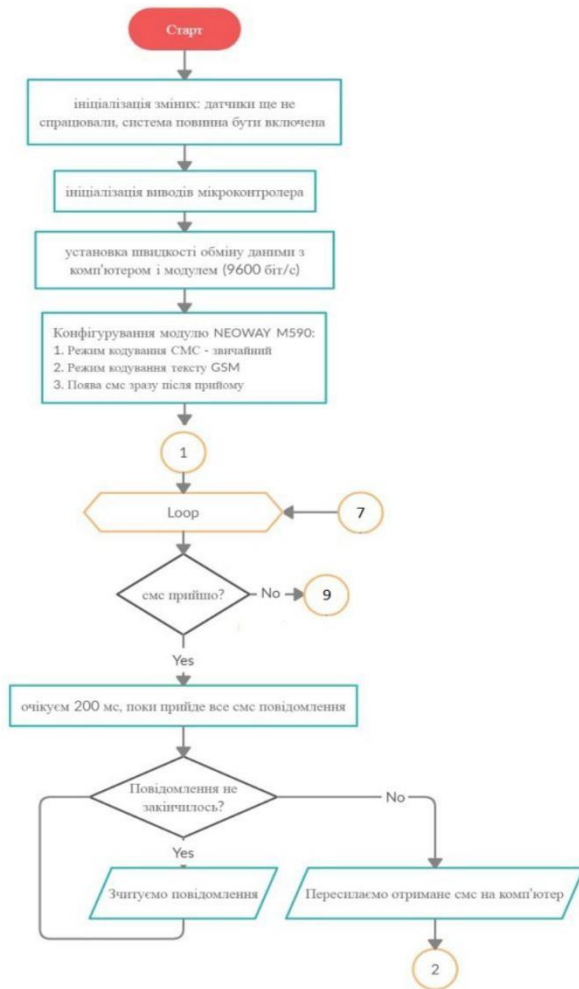 Старт
ініціалізація зміних: датчики ще не
спрацювали, система повинна бути включена
ініціалізація виводів мікроконтролера
установка швидкості обміну даними з
комп'ютером і модулем (9600 біт/с)
Конфігурування модулю NEOWAY M590:
1. Режим кодування СМС - звичайний
2. Режим кодування тексту GSM
3. Поява смс зразу після прийому
1
Loop
7
смс прийшо?
No
9
Yes
очікуєм 200 мс, поки прийде все смс повідомлення
Повідомлення не
закінчилось?
No
Yes
Зчитуємо повідомлення
Пересилаємо отримане смс на комп'ютер
2